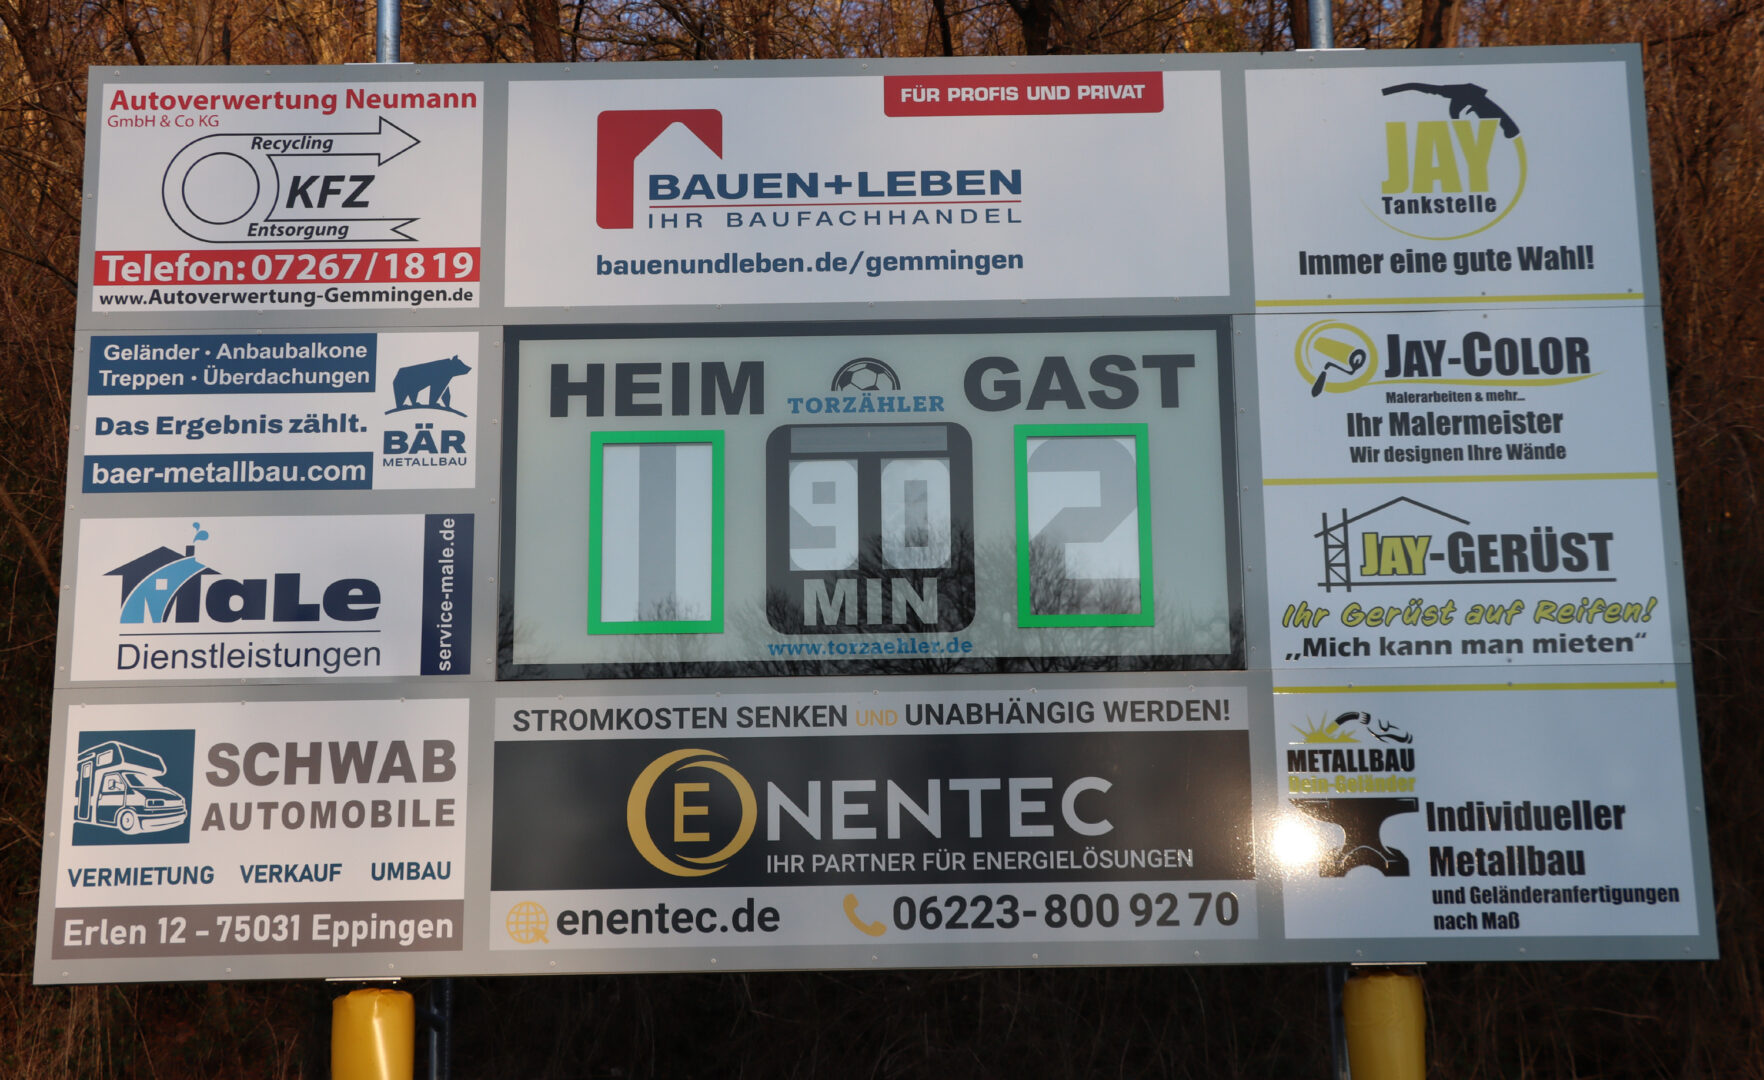 Autoverwertung Neumann
GmbH & Co KG
Recycling
KFZ
Entsorgung
Telefon: 07267/1819
www.Autoverwertung-Gemmingen.de
FÜR PROFIS UND PRIVAT
BAUEN+LEBEN
IHR BAUFACHHANDEL
bauenundleben.de/gemmingen
JAY
Tankstelle
Immer eine gute Wahl!
Geländer · Anbaubalkone
Treppen · Überdachungen
Das Ergebnis zählt.
baer-metallbau.com
BÄR
METALLBAU
HEIM
TORZÄHLER
GAST
1
90
2
MIN
www.torzaehler.de
JAY-COLOR
Malerarbeiten & mehr...
Ihr Malermeister
Wir designen Ihre Wände
MaLe
Dienstleistungen
service-male.de
JAY-GERÜST
Ihr Gerüst auf Reifen!
„Mich kann man mieten“
SCHWAB
AUTOMOBILE
VERMIETUNG VERKAUF UMBAU
Erlen 12 - 75031 Eppingen
STROMKOSTEN SENKEN UND UNABHÄNGIG WERDEN!
ENENTEC
IHR PARTNER FÜR ENERGIELÖSUNGEN
enentec.de
06223-800 92 70
METALLBAU
Dein-Geländer
Individueller
Metallbau
und Geländeranfertigungen
nach Maß